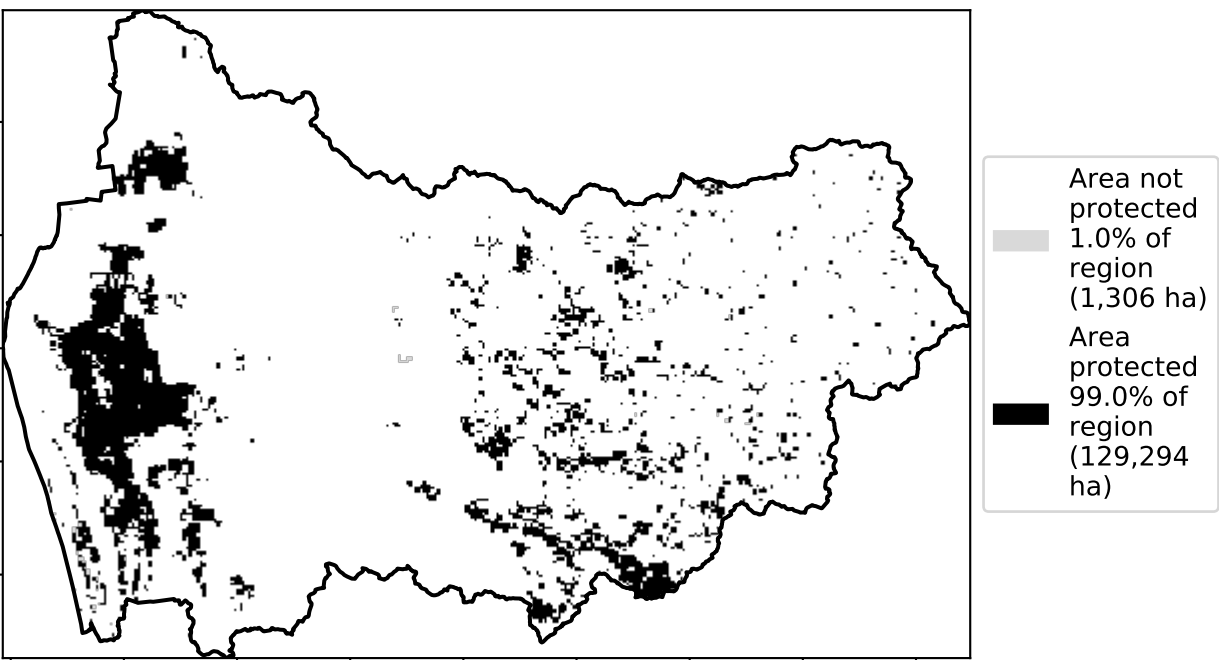 Area not
protected
1.0% of
region
(1,306 ha)
Area
protected
99.0% of
region
(129,294
ha)